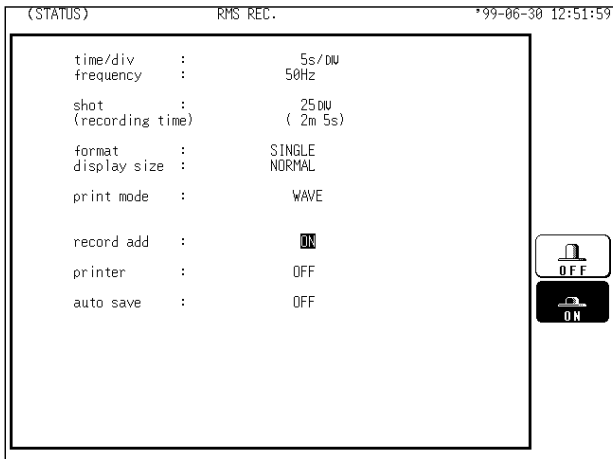 (STATUS) RMS REC. '99-06-30 12:51:59
time/div : 5s/DIV
frequency : 50Hz
shot : 25DIV
(recording time) ( 2m 5s)
format : SINGLE
display size : NORMAL
print mode : WAVE
record add : ON
printer : OFF
auto save : OFF
OFF
ON